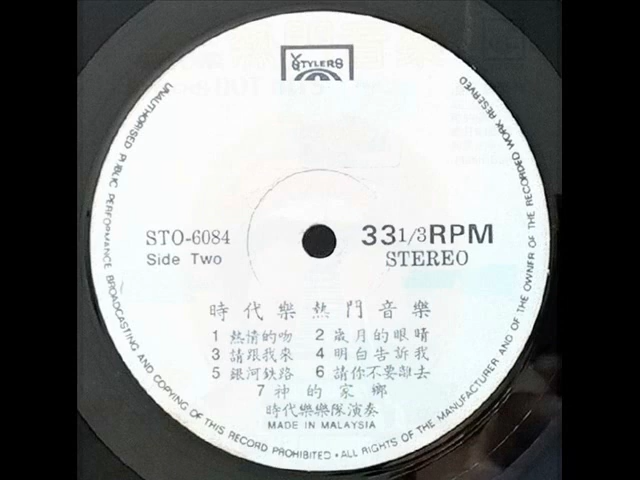 STYLERS
STO-6084
Side Two
33 1/3 RPM
STEREO
時代樂熱門音樂
1 熱情的吻 2 歲月的眼晴
3 請跟我來 4 明白告訴我
5 銀河鉄路 6 請你不要離去
7 神的家鄉
時代樂樂隊演奏
MADE IN MALAYSIA
UNAUTHORISED PUBLIC PERFORMANCE BROADCASTING AND COPYING OF THIS RECORD PROHIBITED • ALL RIGHTS OF THE MANUFACTURER AND OF THE OWNER OF THE RECORDED WORK RESERVED